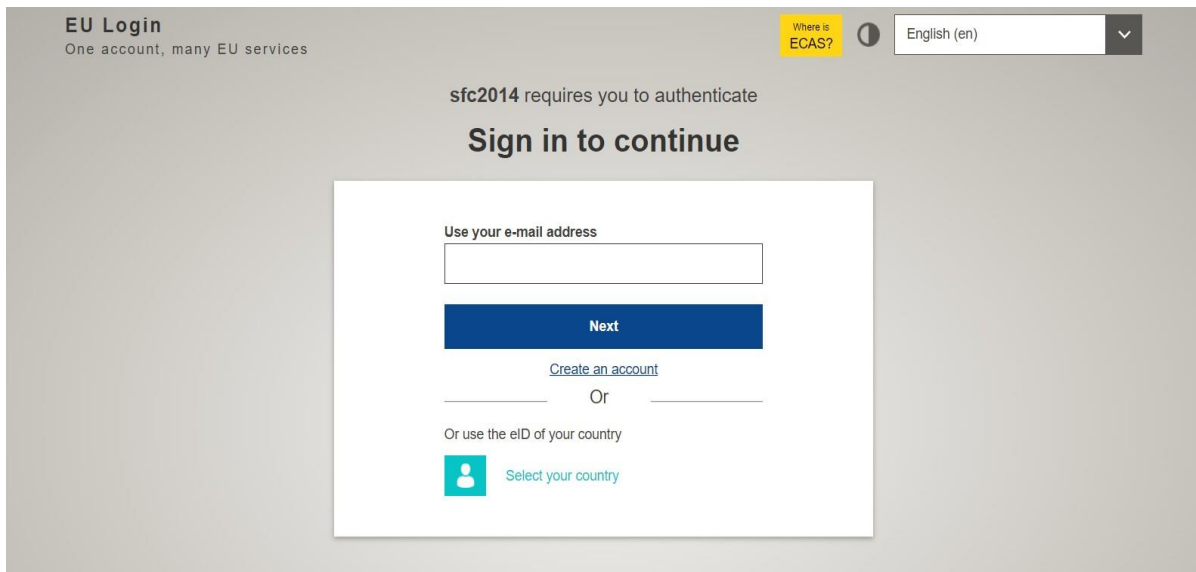 EU Login
One account, many EU services
Where is
ECAS?
English (en)
sfc2014 requires you to authenticate
Sign in to continue
Use your e-mail address
Next
Create an account
Or
Or use the eID of your country
Select your country